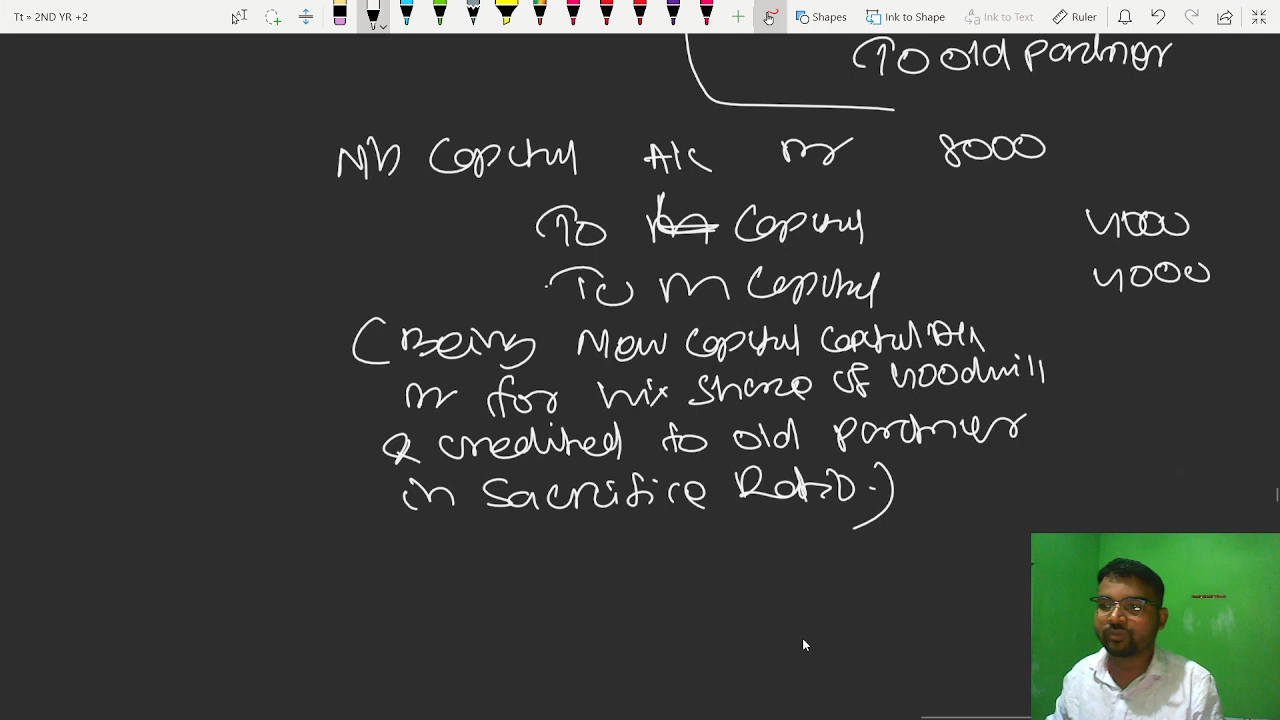 Tt » 2ND YR +2
Shapes
Ink to Shape
Ink to Text
Ruler
To old partner
Capital A/c Dr 8000
To Capital 4000
To M Capital 4000
(Being New capital capital A/c
Dr for his share of Goodwill
& credited to old partner
in Sacrifice Ratio.)